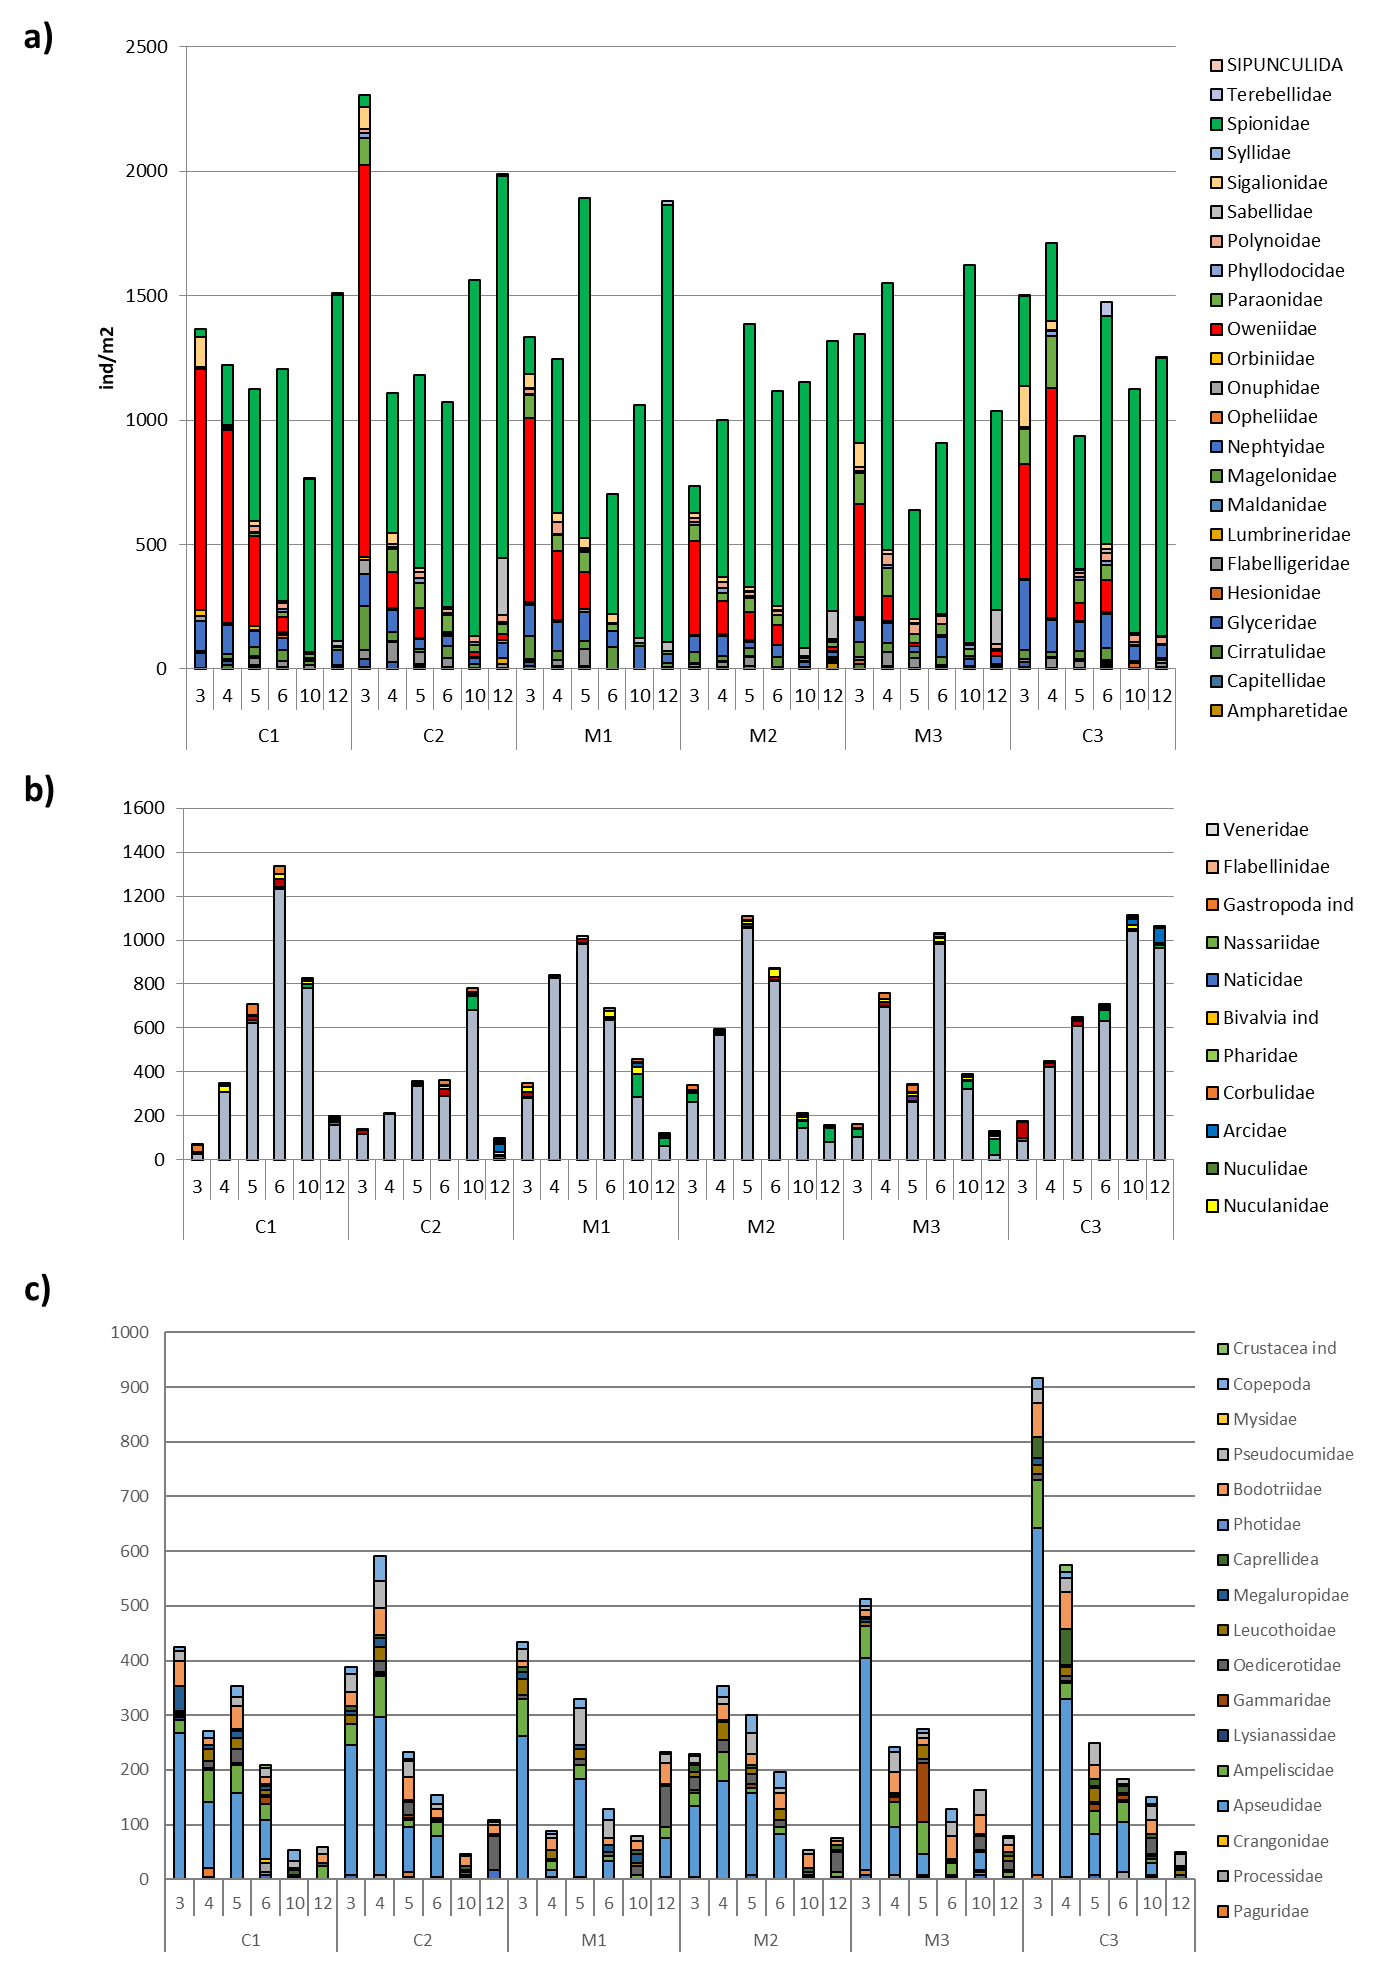 a)
2500
2000
1500
1000
500
0
ind/m2
3 4 5 6 10 12 3 4 5 6 10 12 3 4 5 6 10 12 3 4 5 6 10 12 3 4 5 6 10 12 3 4 5 6 10 12
C1 C2 M1 M2 M3 C3
SIPUNCULIDA
Terebellidae
Spionidae
Syllidae
Sigalionidae
Sabellidae
Polynoidae
Phyllodocidae
Paraonidae
Oweniidae
Orbiniidae
Onuphidae
Opheliidae
Nephtyidae
Magelonidae
Maldanidae
Lumbrineridae
Flabelligeridae
Hesionidae
Glyceridae
Cirratulidae
Capitellidae
Ampharetidae
b)
1600
1400
1200
1000
800
600
400
200
0
3 4 5 6 10 12 3 4 5 6 10 12 3 4 5 6 10 12 3 4 5 6 10 12 3 4 5 6 10 12 3 4 5 6 10 12
C1 C2 M1 M2 M3 C3
Veneridae
Flabellinidae
Gastropoda ind
Nassariidae
Naticidae
Bivalvia ind
Pharidae
Corbulidae
Arcidae
Nuculidae
Nuculanidae
c)
1000
900
800
700
600
500
400
300
200
100
0
3 4 5 6 10 12 3 4 5 6 10 12 3 4 5 6 10 12 3 4 5 6 10 12 3 4 5 6 10 12 3 4 5 6 10 12
C1 C2 M1 M2 M3 C3
Crustacea ind
Copepoda
Mysidae
Pseudocumidae
Bodotriidae
Photidae
Caprellidea
Megaluropidae
Leucothoidae
Oedicerotidae
Gammaridae
Lysianassidae
Ampeliscidae
Apseudidae
Crangonidae
Processidae
Paguridae